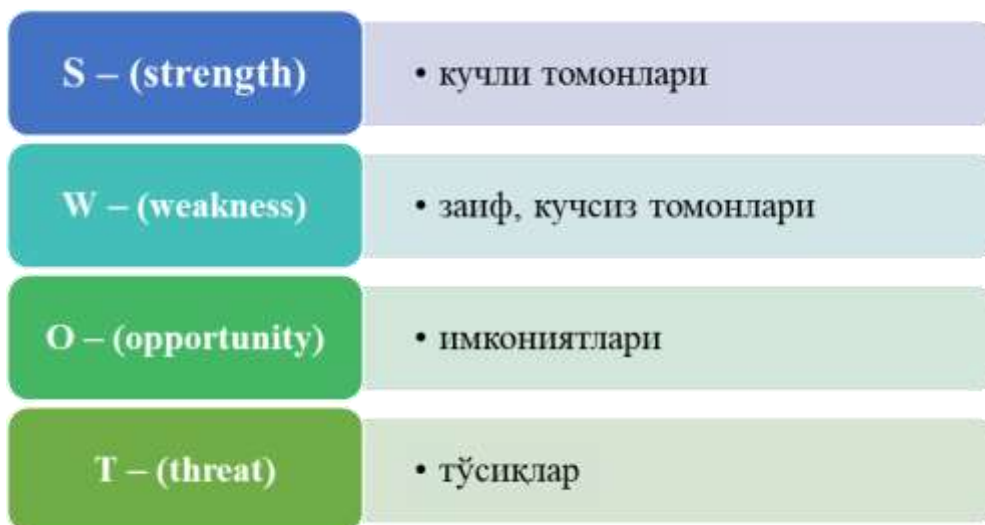 S – (strength)
• кучли томонлари
W – (weakness)
• заиф, кучсиз томонлари
O – (opportunity)
• имкониятлари
T – (threat)
• тўсиқлар